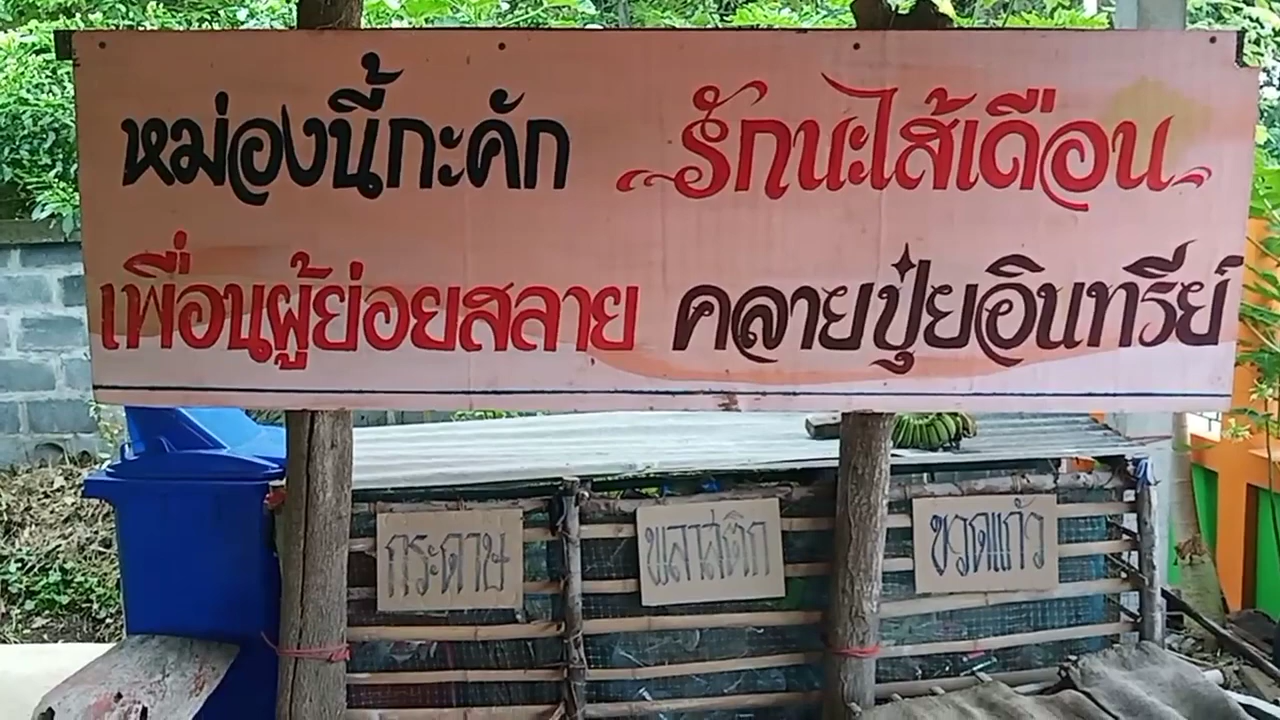 หม่องนี้กะคัก รักนะไส้เดือน
เพื่อนผู้ย่อยสลาย คลายปุ๋ยอินทรีย์
กระดาษ
พลาสติก
ขวดแก้ว